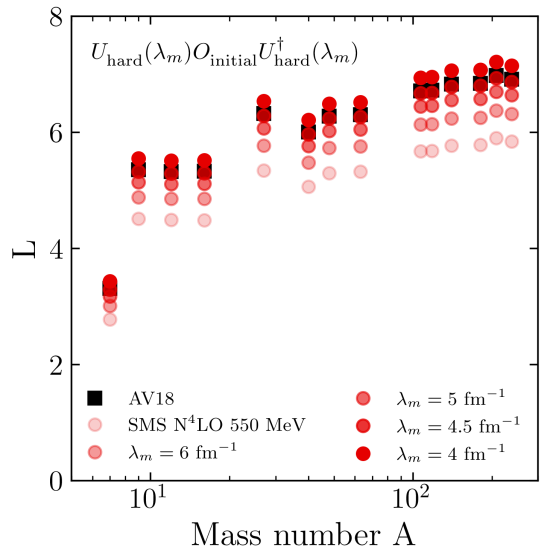 8
U_hard(λ_m)O_initialU†_hard(λ_m)
6
L
4
2
AV18
SMS N⁴LO 550 MeV
λ_m = 6 fm⁻¹
λ_m = 5 fm⁻¹
λ_m = 4.5 fm⁻¹
λ_m = 4 fm⁻¹
0
10¹
10²
Mass number A